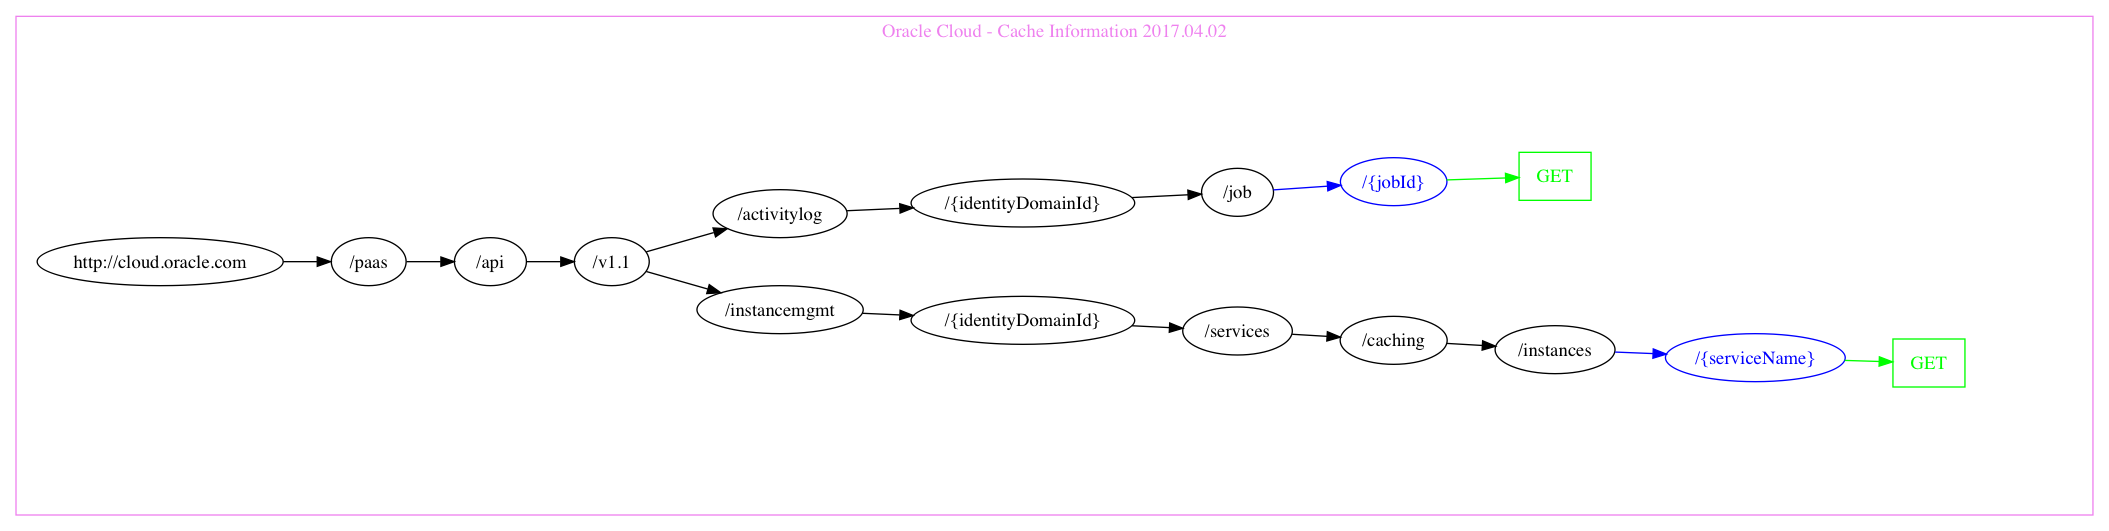 Oracle Cloud - Cache Information 2017.04.02
http://cloud.oracle.com
/paas
/api
/v1.1
/activitylog
/{identityDomainId}
/job
/{jobId}
GET
/instancemgmt
/{identityDomainId}
/services
/caching
/instances
/{serviceName}
GET